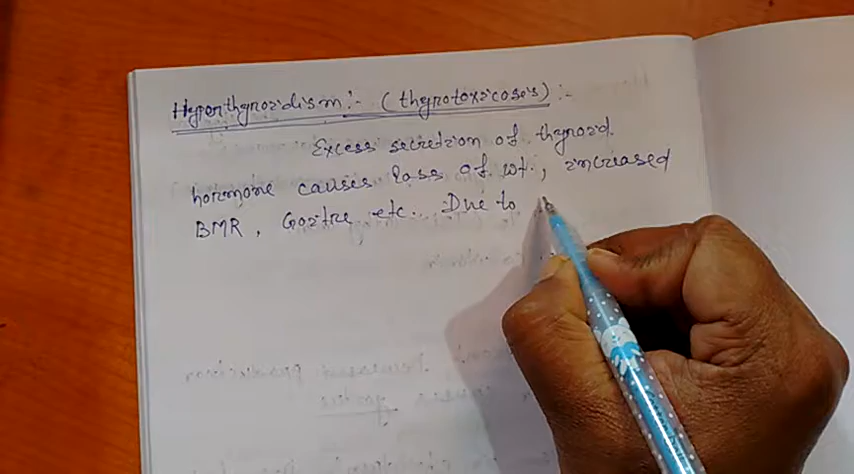 Hyperthyroidism:- (thyrotoxicosis) :-
Excess secretion of thyroid
hormone causes loss of wt., increased
BMR, Goitre etc... Due to